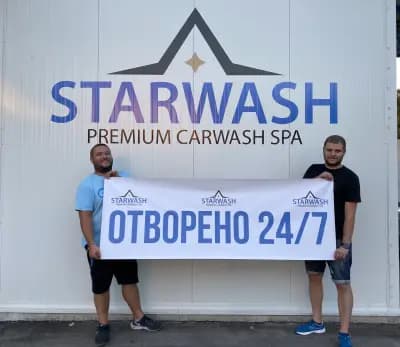 STARWASH
PREMIUM CARWASH SPA
STARWASH STARWASH STARWASH
ОТВОРЕНО 24/7